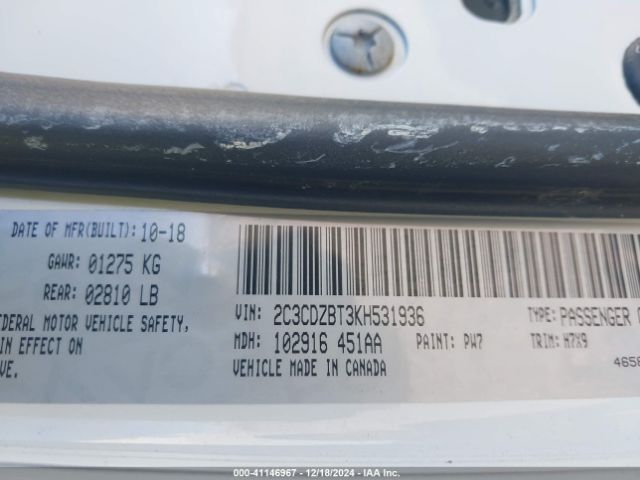 DATE OF MFR(BUILT): 10-18
GAWR: 01275 KG
REAR: 02810 LB
EDERAL MOTOR VEHICLE SAFETY,
IN EFFECT ON
VE.
VIN: 2C3CDZBT3KH531936
TYPE: PASSENGER
MDH: 102916 451AA
PAINT: PW7
TRIM: H7X9
VEHICLE MADE IN CANADA
4658
000-41146967 - 12/18/2024 - IAA Inc.